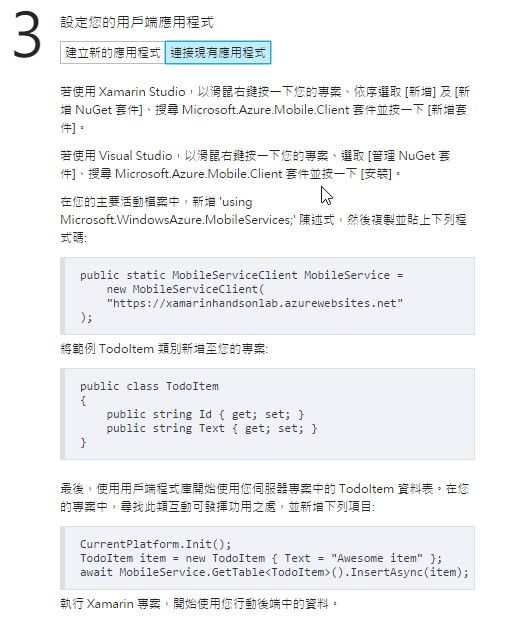 3
設定您的用戶端應用程式
建立新的應用程式 連接現有應用程式
若使用 Xamarin Studio，以滑鼠右鍵按一下您的專案、依序選取 [新增] 及 [新
增 NuGet 套件]、搜尋 Microsoft.Azure.Mobile.Client 套件並按一下 [新增套
件]。
若使用 Visual Studio，以滑鼠右鍵按一下您的專案、選取 [管理 NuGet 套
件]、搜尋 Microsoft.Azure.Mobile.Client 套件並按一下 [安裝]。
在您的主要活動檔案中，新增 'using
Microsoft.WindowsAzure.MobileServices;' 陳述式，然後複製並貼上下列程
式碼:
public static MobileServiceClient MobileService =
    new MobileServiceClient(
    "https://xamarinhandsonlab.azurewebsites.net"
);
將範例 TodoItem 類別新增至您的專案:
public class TodoItem
{
    public string Id { get; set; }
    public string Text { get; set; }
}
最後，使用用戶端程式庫開始使用您伺服器專案中的 TodoItem 資料表。在您
的專案中，尋找此類互動可發揮功用之處，並新增下列項目:
CurrentPlatform.Init();
TodoItem item = new TodoItem { Text = "Awesome item" };
await MobileService.GetTable<TodoItem>().InsertAsync(item);
執行 Xamarin 專案，開始使用您行動後端中的資料。